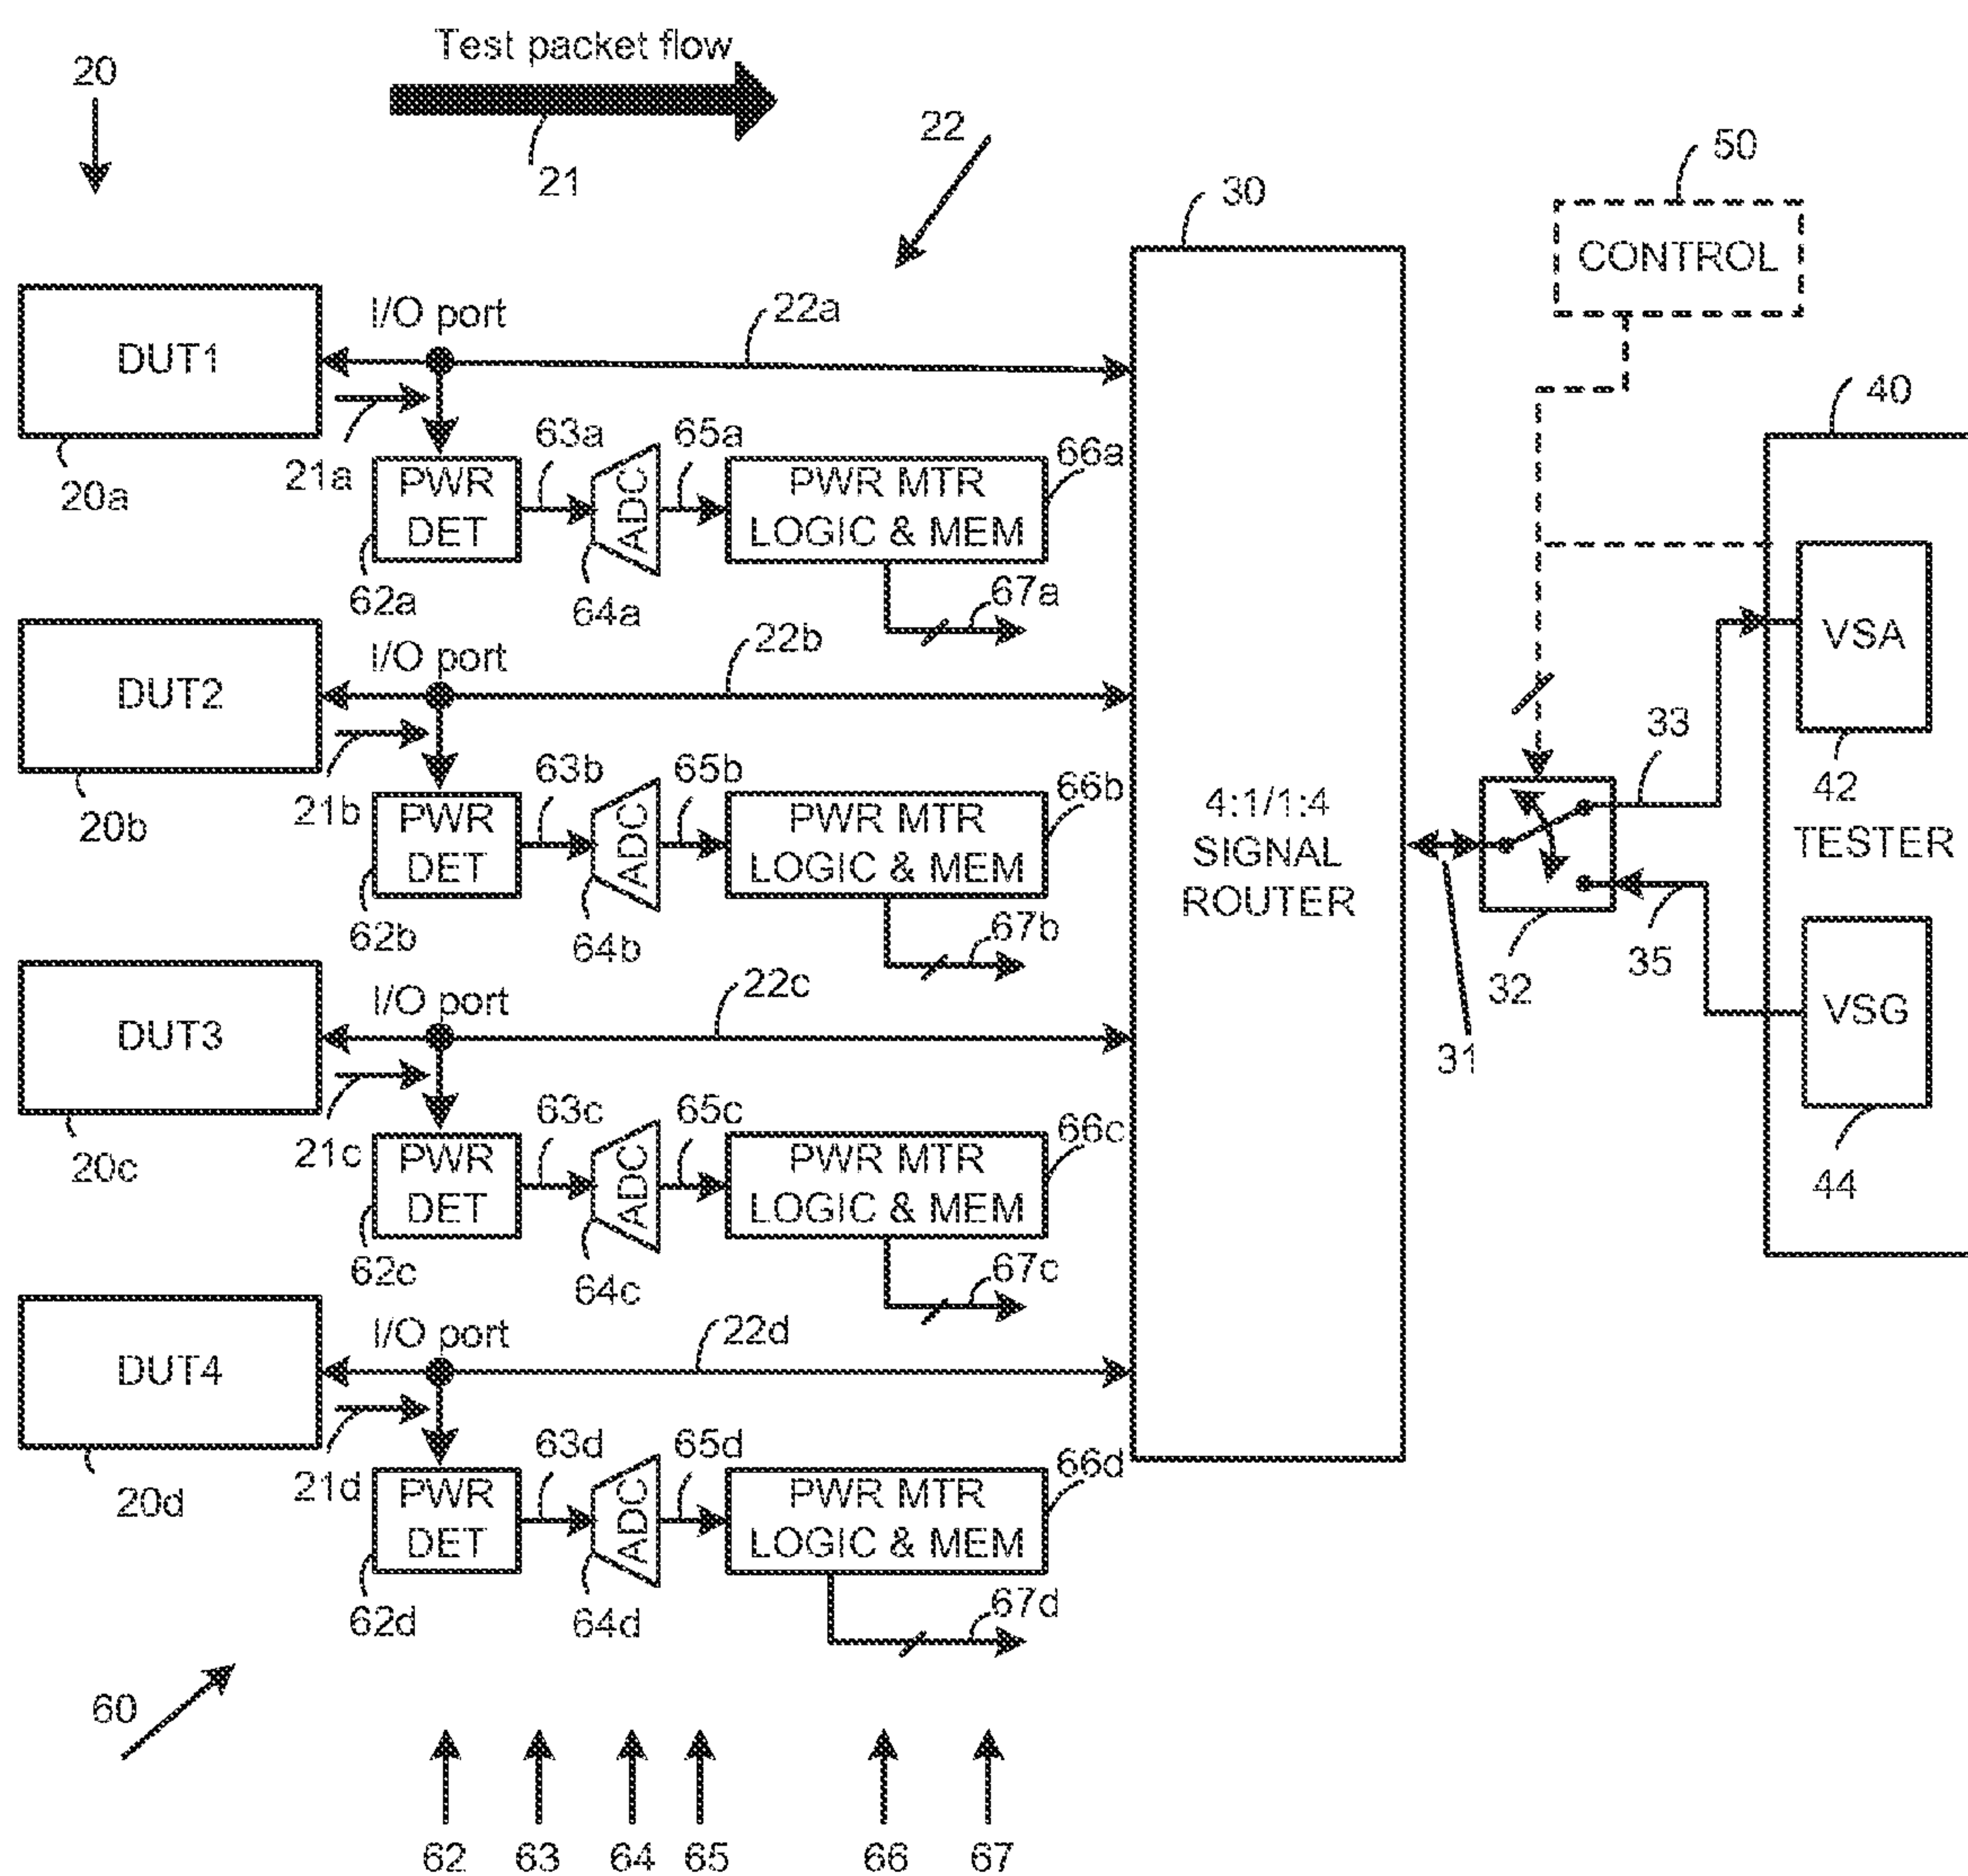 Test packet flow
20
21
22
30
50
CONTROL
40
DUT1
I/O port
22a
20a
21a
PWR
DET
62a
63a
ADC
64a
65a
PWR MTR
LOGIC & MEM
66a
67a
DUT2
I/O port
22b
20b
21b
PWR
DET
62b
63b
ADC
64b
65b
PWR MTR
LOGIC & MEM
66b
67b
DUT3
I/O port
22c
20c
21c
PWR
DET
62c
63c
ADC
64c
65c
PWR MTR
LOGIC & MEM
66c
67c
DUT4
I/O port
22d
20d
21d
PWR
DET
62d
63d
ADC
64d
65d
PWR MTR
LOGIC & MEM
66d
67d
4:1/1:4
SIGNAL
ROUTER
31
32
33
35
VSA
42
TESTER
VSG
44
60
62
63
64
65
66
67